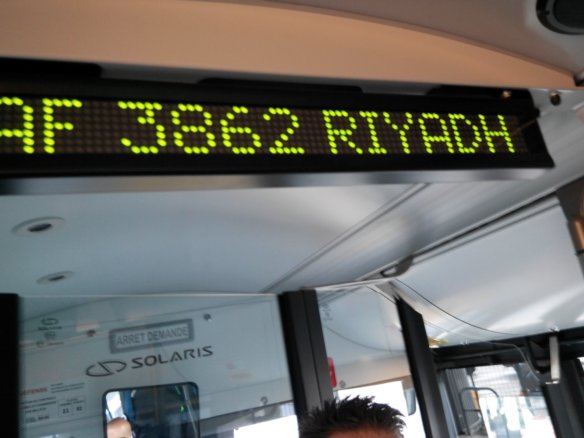 AF 3862 RIYADH
ARRET DEMANDE
SOLARIS